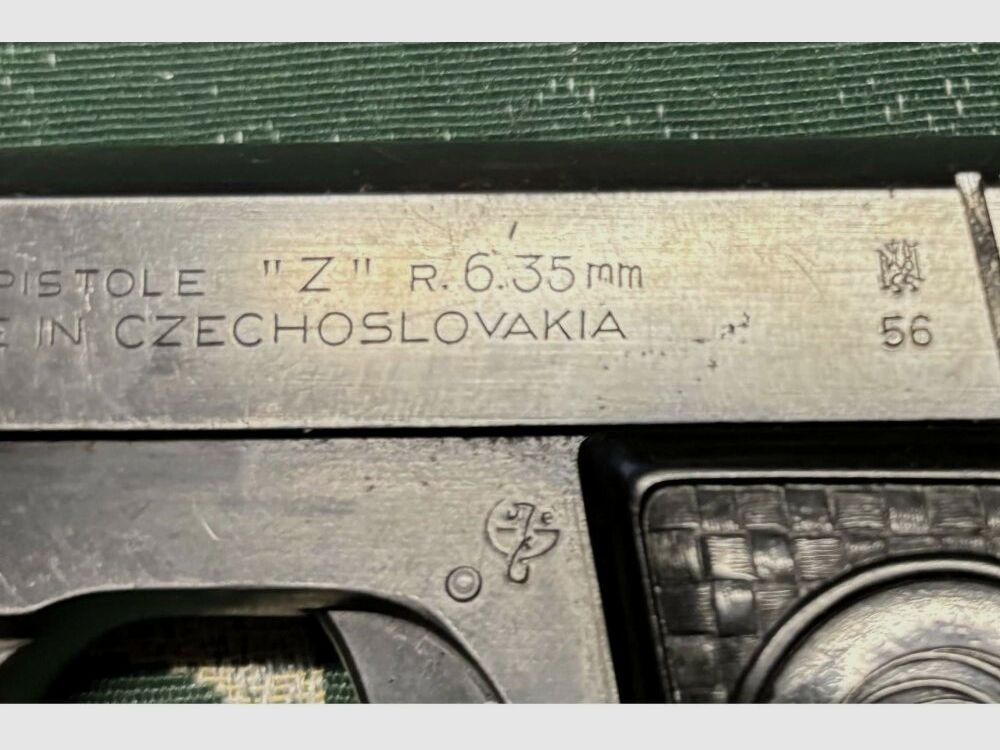 PISTOLE "Z" R. 6.35mm
E IN CZECHOSLOVAKIA
56